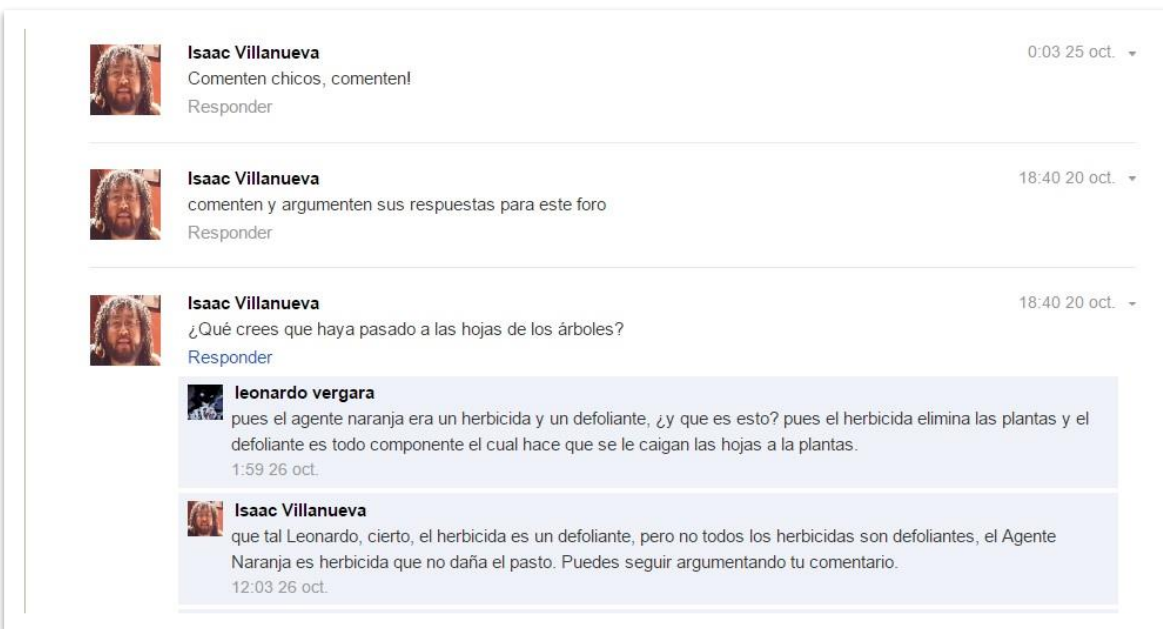 Isaac Villanueva
0:03 25 oct.
Comenten chicos, comenten!
Responder
Isaac Villanueva
18:40 20 oct.
comenten y argumenten sus respuestas para este foro
Responder
Isaac Villanueva
18:40 20 oct.
¿Qué crees que haya pasado a las hojas de los árboles?
Responder
leonardo vergara
pues el agente naranja era un herbicida y un defoliante, ¿y que es esto? pues el herbicida elimina las plantas y el
defoliante es todo componente el cual hace que se le caigan las hojas a la plantas.
1:59 26 oct.
Isaac Villanueva
que tal Leonardo, cierto, el herbicida es un defoliante, pero no todos los herbicidas son defoliantes, el Agente
Naranja es herbicida que no daña el pasto. Puedes seguir argumentando tu comentario.
12:03 26 oct.